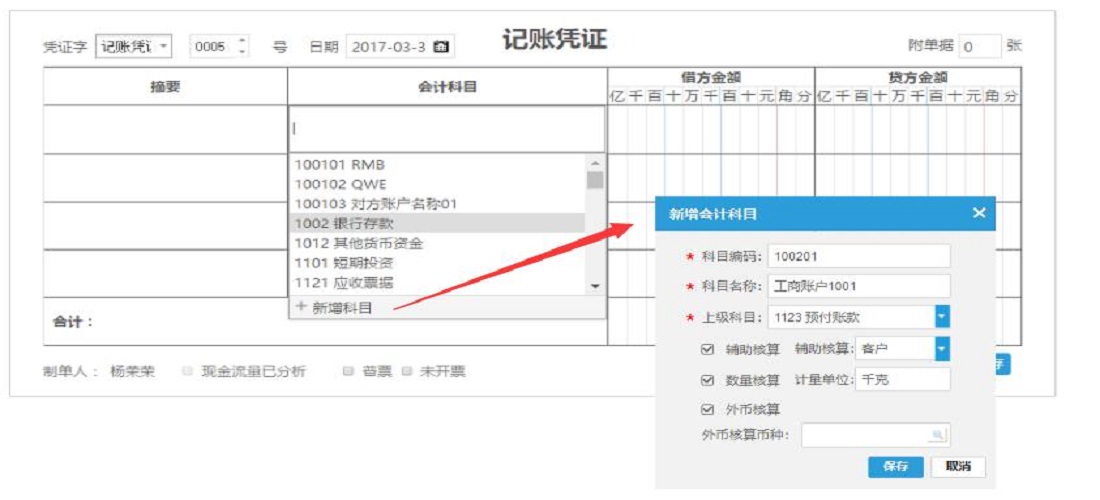 记账凭证
凭证字 记账凭证 0005 号 日期 2017-03-3 附单据 0 张
摘要 会计科目 借方金额 贷方金额
亿 千 百 十 万 千 百 十 元 角 分 亿 千 百 十 万 千 百 十 元 角 分
100101 RMB
100102 QWE
100103 对方账户名称01
1002 银行存款
1012 其他货币资金
1101 短期投资
1121 应收票据
+ 新增科目
合计：
制单人： 杨荣荣 现金流量已分析 首票 未开票
存
新增会计科目
* 科目编码: 100201
* 科目名称: 工商账户1001
* 上级科目: 1123 预付账款
辅助核算 辅助核算: 客户
数量核算 计量单位: 千克
外币核算
外币核算币种:
保存 取消